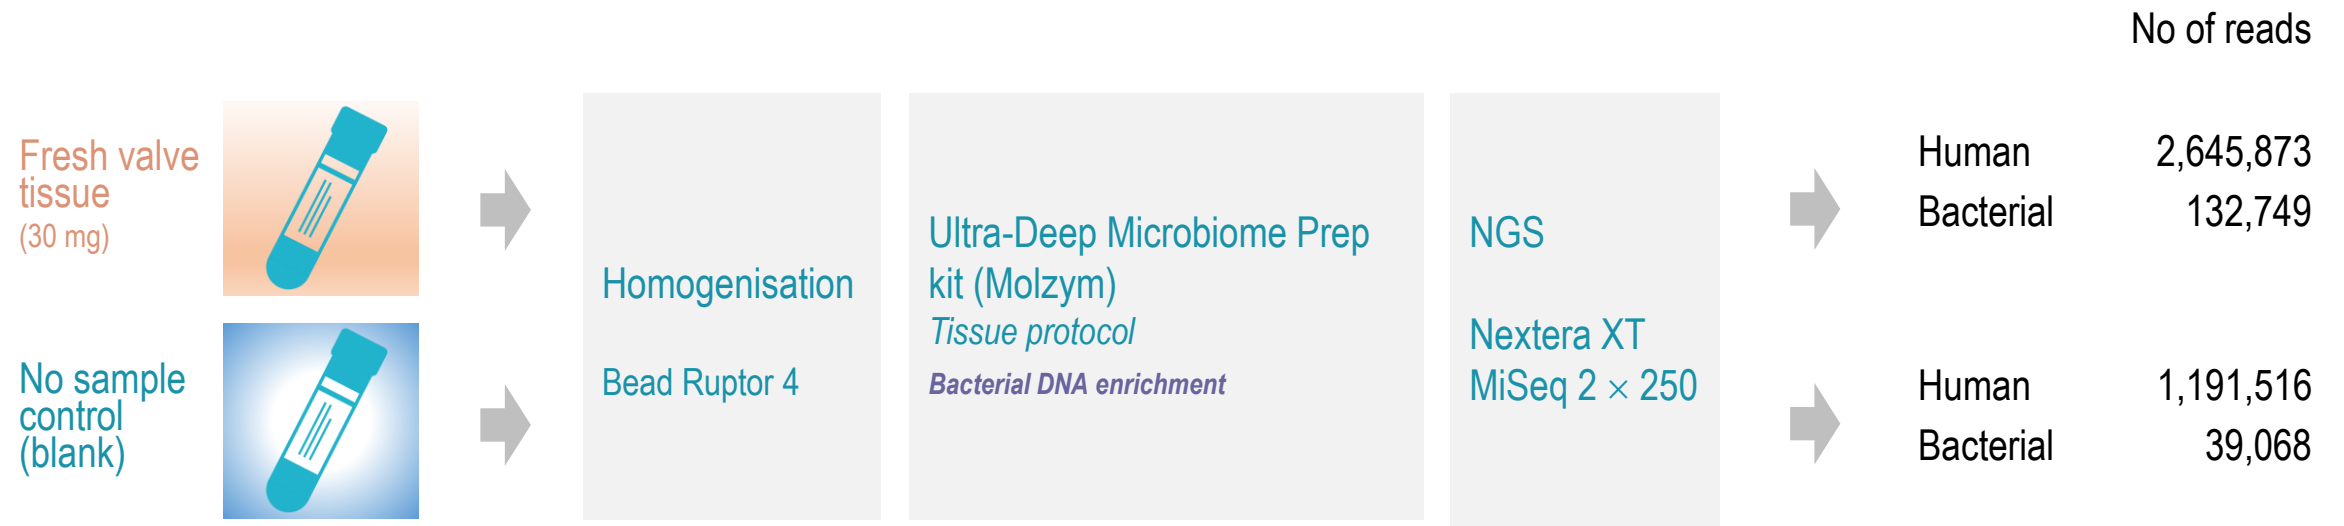 No of reads
Fresh valve
tissue
(30 mg)
No sample
control
(blank)
Homogenisation
Bead Ruptor 4
Ultra-Deep Microbiome Prep
kit (Molzym)
Tissue protocol
Bacterial DNA enrichment
NGS
Nextera XT
MiSeq 2 × 250
Human 2,645,873
Bacterial 132,749
Human 1,191,516
Bacterial 39,068